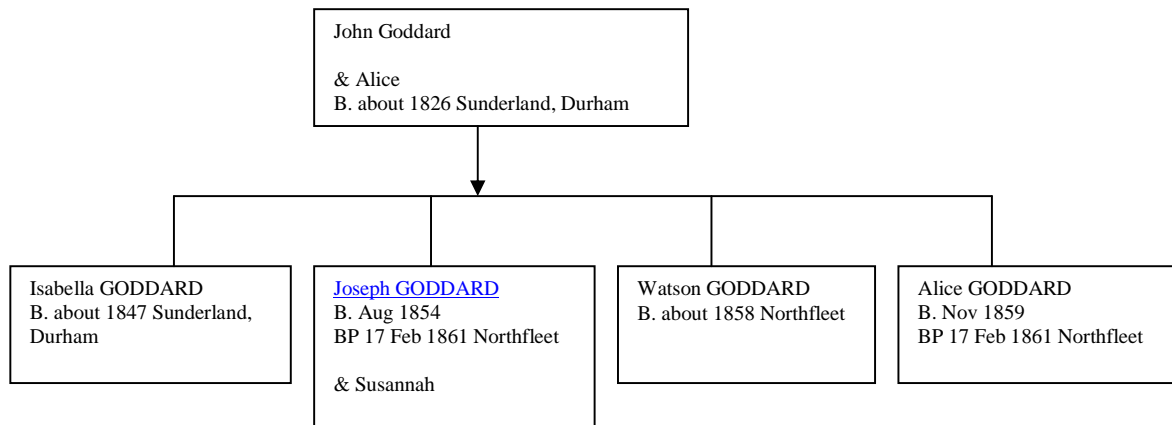 John Goddard
& Alice
B. about 1826 Sunderland, Durham
Isabella GODDARD
B. about 1847 Sunderland,
Durham
Joseph GODDARD
B. Aug 1854
BP 17 Feb 1861 Northfleet
& Susannah
Watson GODDARD
B. about 1858 Northfleet
Alice GODDARD
B. Nov 1859
BP 17 Feb 1861 Northfleet